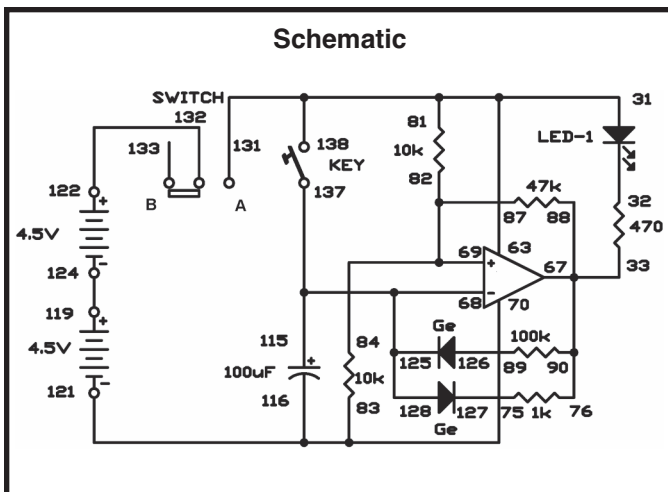 Schematic
SWITCH
132
133
131
138
KEY
137
81
10k
82
31
LED-1
122
+
4.5V
-
124
B
A
47k
87 88
32
470
33
69
+
63
67
-
68
70
119
+
4.5V
-
121
115
100uF
+
116
84
10k
83
Ge
125 126
100k
89 90
128 127
Ge
75 1k 76